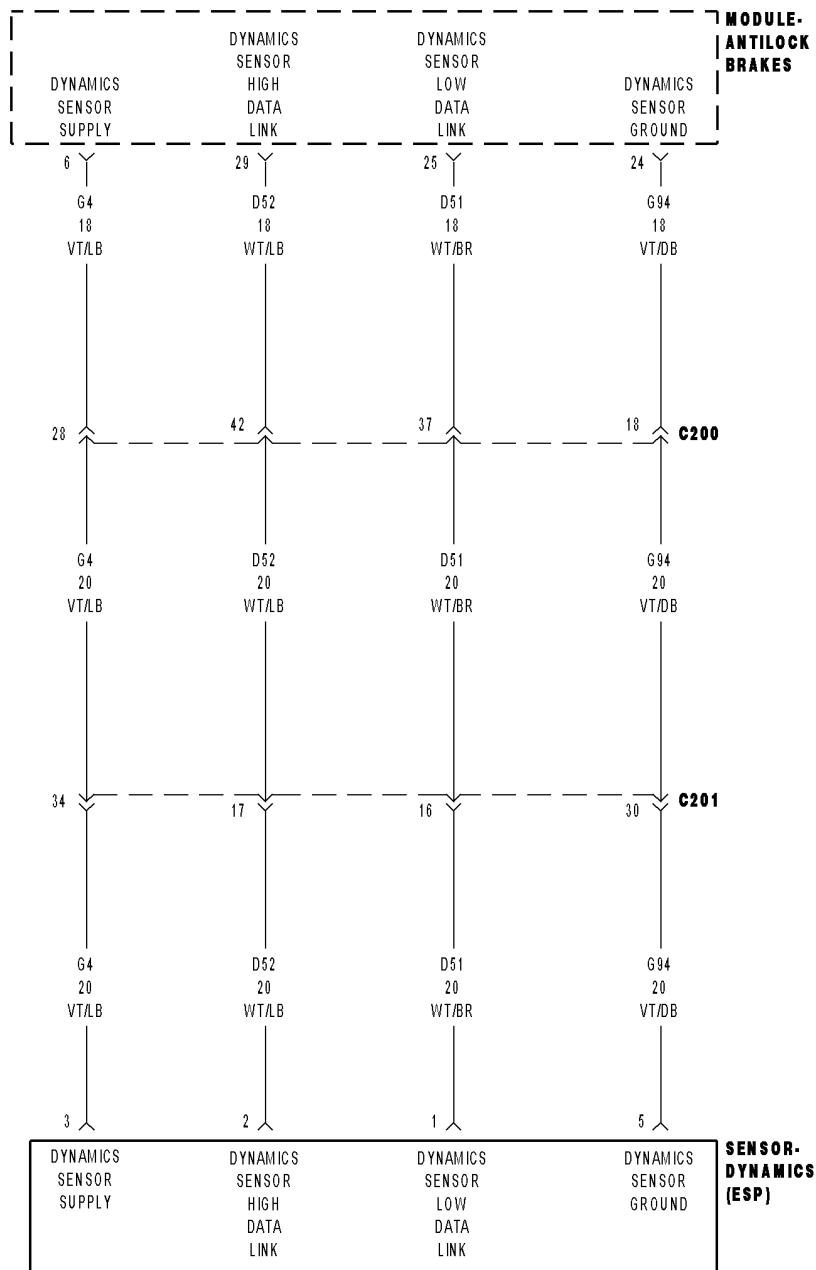 MODULE-
ANTILOCK
BRAKES
DYNAMICS
SENSOR
SUPPLY
DYNAMICS
SENSOR
HIGH
DATA
LINK
DYNAMICS
SENSOR
LOW
DATA
LINK
DYNAMICS
SENSOR
GROUND
6 29 25 24
G4 D52 D51 G94
18 18 18 18
VT/LB WT/LB WT/BR VT/DB
28 42 37 18 C200
G4 D52 D51 G94
20 20 20 20
VT/LB WT/LB WT/BR VT/DB
34 17 16 30 C201
G4 D52 D51 G94
20 20 20 20
VT/LB WT/LB WT/BR VT/DB
3 2 1 5
DYNAMICS
SENSOR
SUPPLY
DYNAMICS
SENSOR
HIGH
DATA
LINK
DYNAMICS
SENSOR
LOW
DATA
LINK
DYNAMICS
SENSOR
GROUND
SENSOR-
DYNAMICS
(ESP)